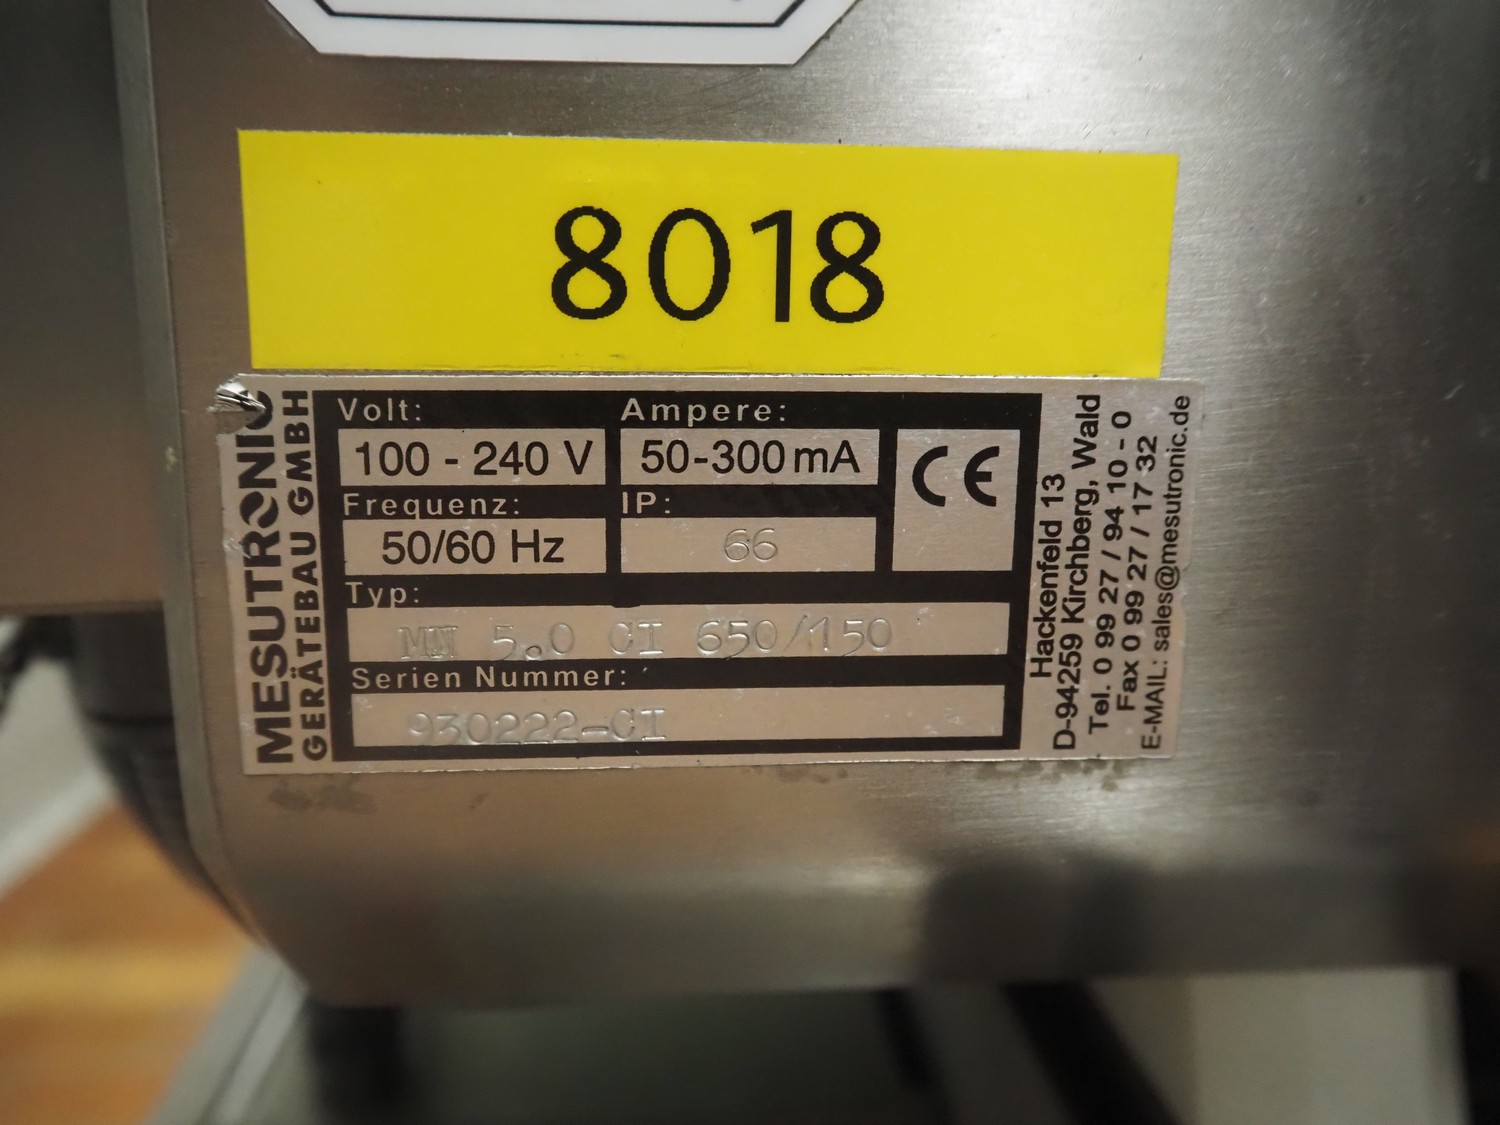 8018
MESUTRONIC
GERÄTEBAU GMBH
Volt:
100 - 240 V
Ampere:
50-300 mA
Frequenz:
50/60 Hz
IP:
66
CE
Typ:
MN 5.0 CI 650/150
Serien Nummer:
930222-CI
Hackenfeld 13
D-94259 Kirchberg, Wald
Tel. 0 99 27 / 94 10 - 0
Fax 0 99 27 / 17 32
E-MAIL: sales@mesutronic.de